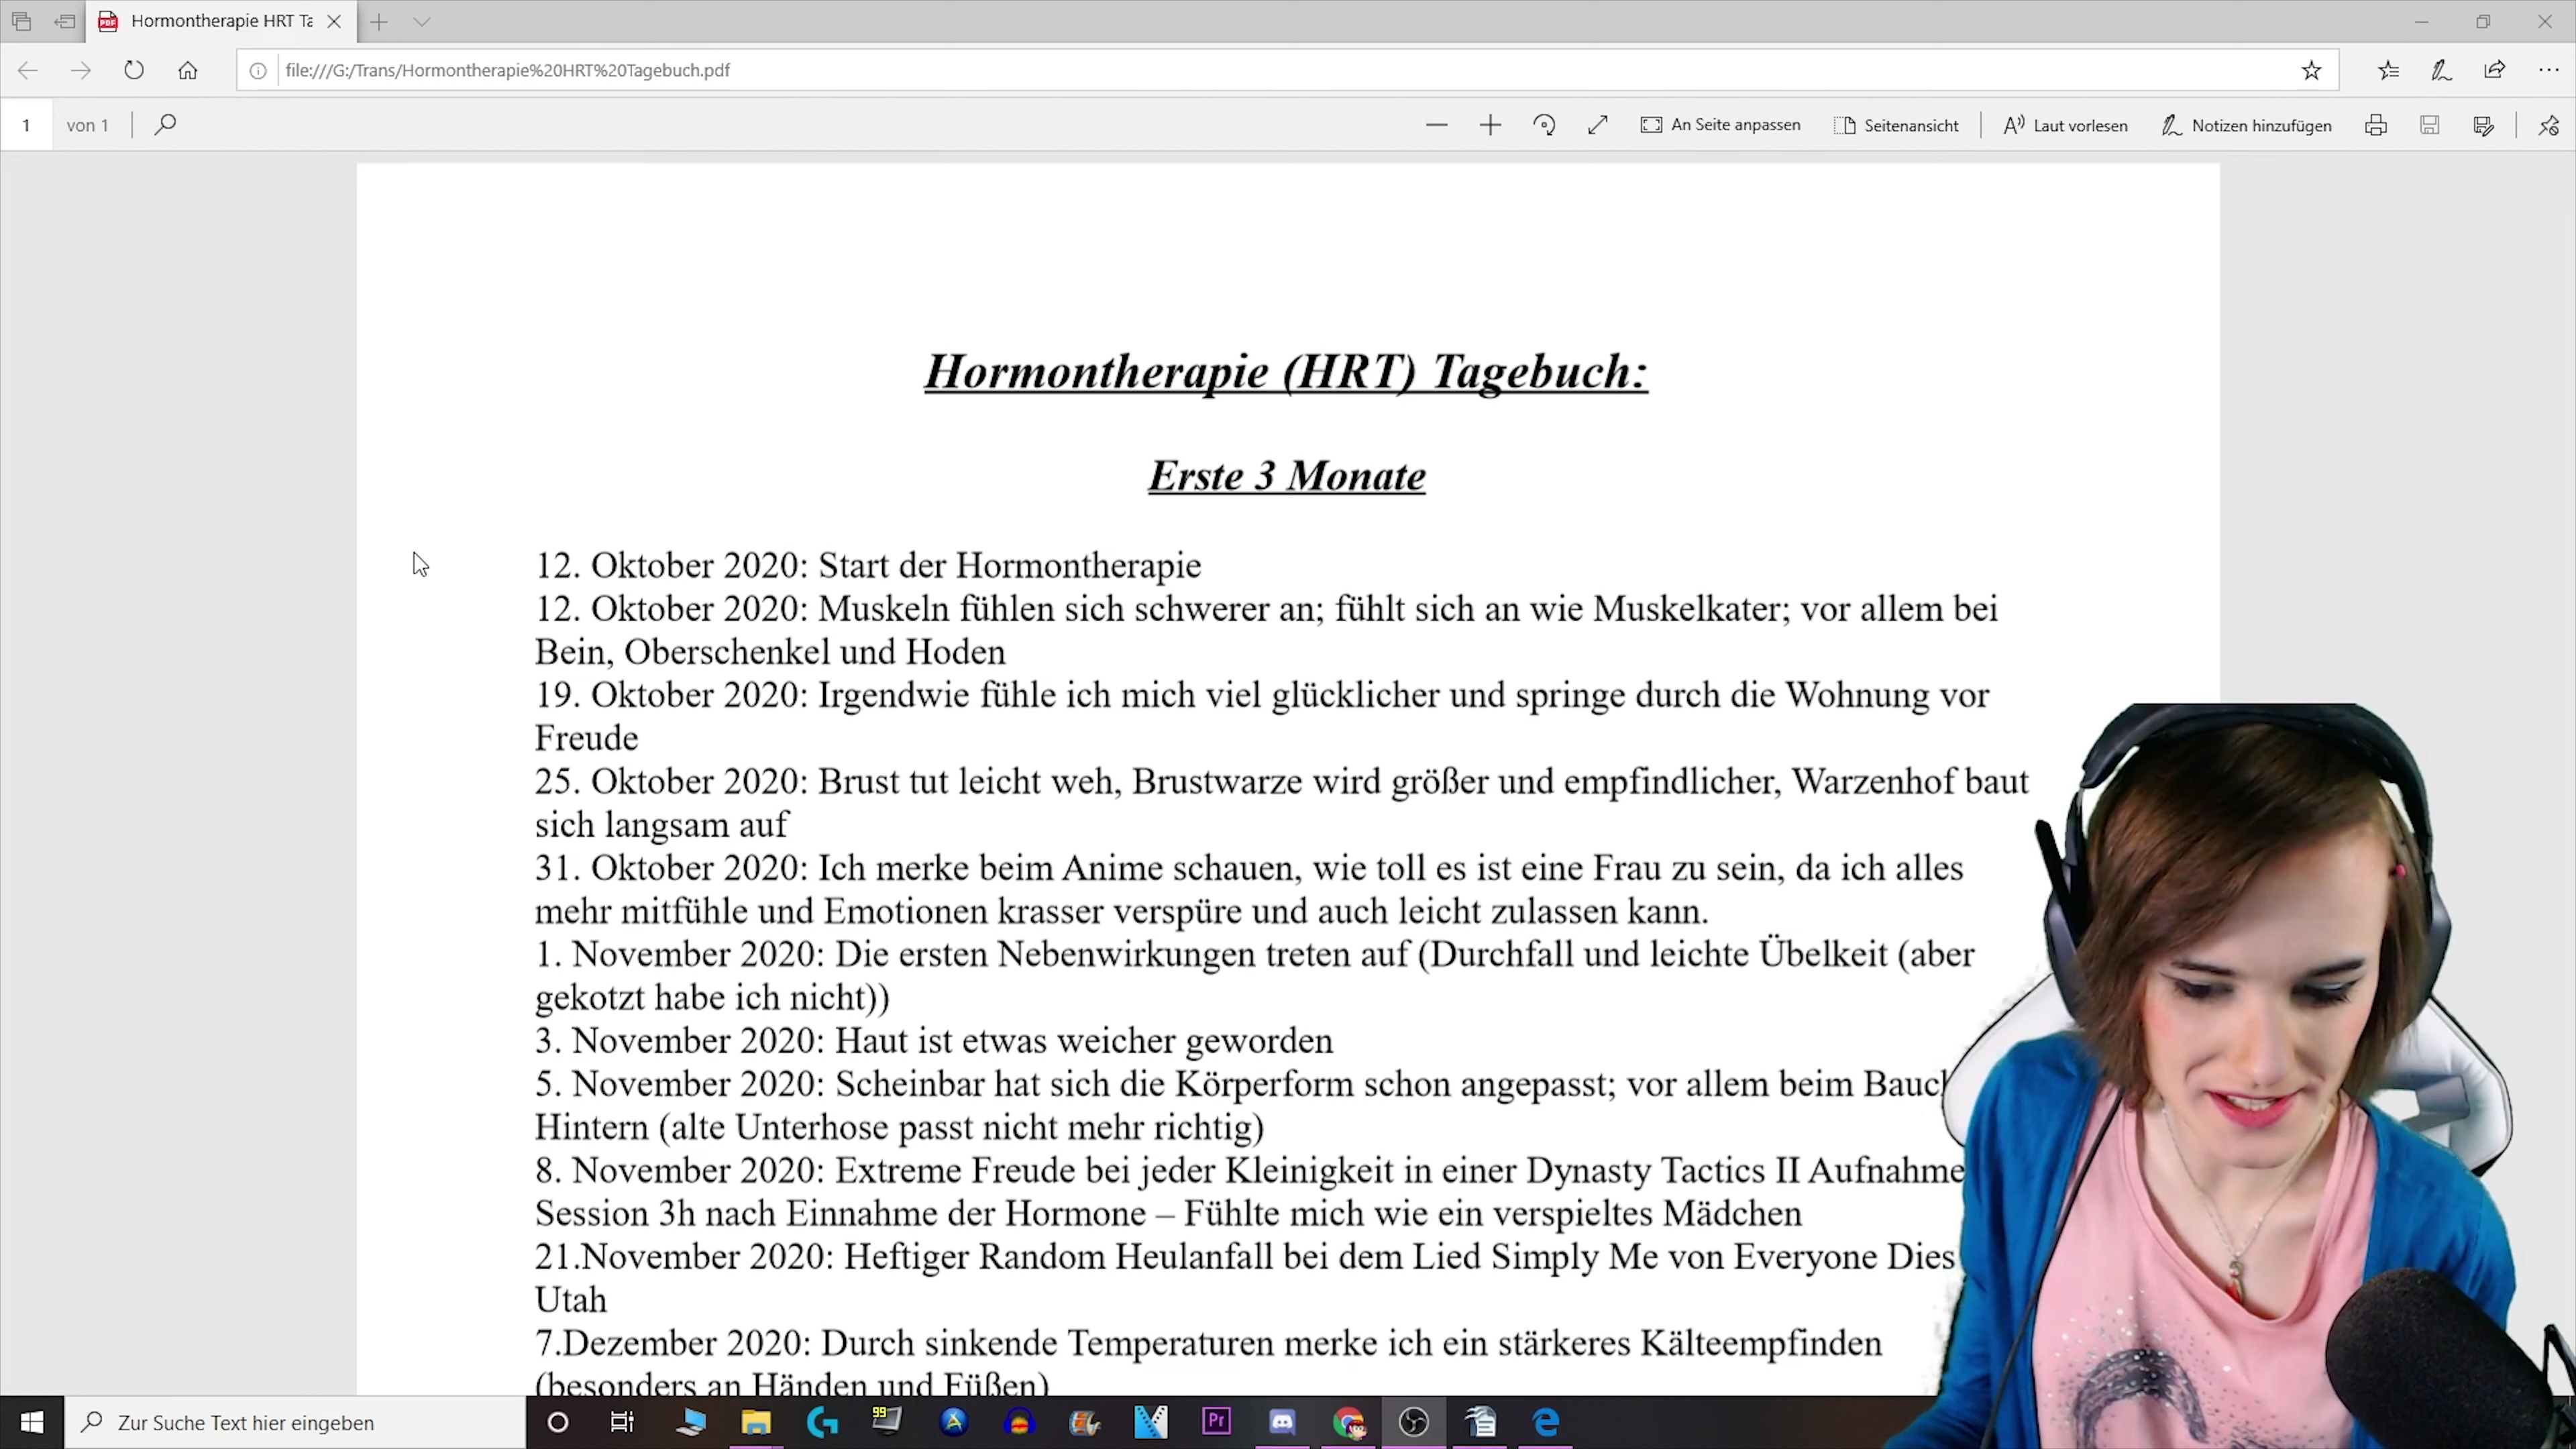 Hormontherapie HRT Ta
file:///G:/Trans/Hormontherapie%20HRT%20Tagebuch.pdf
1 von 1 An Seite anpassen Seitenansicht Laut vorlesen Notizen hinzufügen
Hormontherapie (HRT) Tagebuch:
Erste 3 Monate
12. Oktober 2020: Start der Hormontherapie
12. Oktober 2020: Muskeln fühlen sich schwerer an; fühlt sich an wie Muskelkater; vor allem bei
Bein, Oberschenkel und Hoden
19. Oktober 2020: Irgendwie fühle ich mich viel glücklicher und springe durch die Wohnung vor
Freude
25. Oktober 2020: Brust tut leicht weh, Brustwarze wird größer und empfindlicher, Warzenhof baut
sich langsam auf
31. Oktober 2020: Ich merke beim Anime schauen, wie toll es ist eine Frau zu sein, da ich alles
mehr mitfühle und Emotionen krasser verspüre und auch leicht zulassen kann.
1. November 2020: Die ersten Nebenwirkungen treten auf (Durchfall und leichte Übelkeit (aber
gekotzt habe ich nicht))
3. November 2020: Haut ist etwas weicher geworden
5. November 2020: Scheinbar hat sich die Körperform schon angepasst; vor allem beim Bauch
Hintern (alte Unterhose passt nicht mehr richtig)
8. November 2020: Extreme Freude bei jeder Kleinigkeit in einer Dynasty Tactics II Aufnahme
Session 3h nach Einnahme der Hormone – Fühlte mich wie ein verspieltes Mädchen
21.November 2020: Heftiger Random Heulanfall bei dem Lied Simply Me von Everyone Dies
Utah
7.Dezember 2020: Durch sinkende Temperaturen merke ich ein stärkeres Kälteempfinden
(besonders an Händen und Füßen)
Zur Suche Text hier eingeben 99 Pr